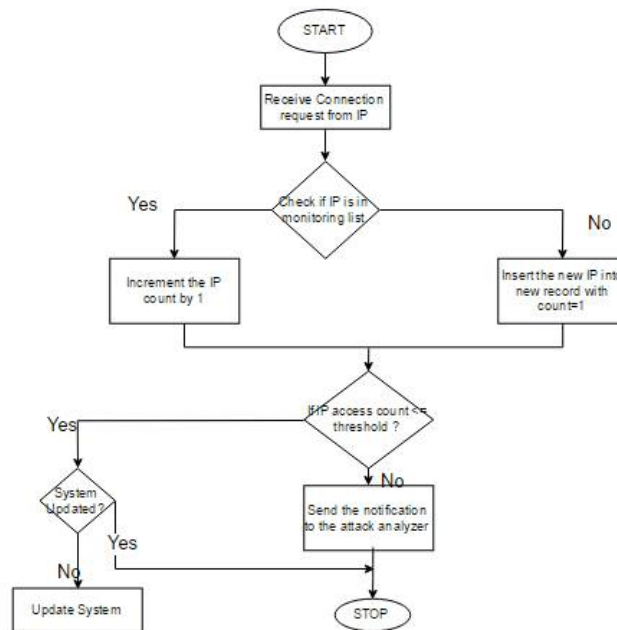 START
Receive Connection
request from IP
Check if IP is in
monitoring list
Yes
No
Increment the IP
count by 1
Insert the new IP into
new record with
count=1
If IP access count <=
threshold ?
Yes
No
System
Updated?
Send the notification
to the attack analyzer
Yes
No
Update System
STOP